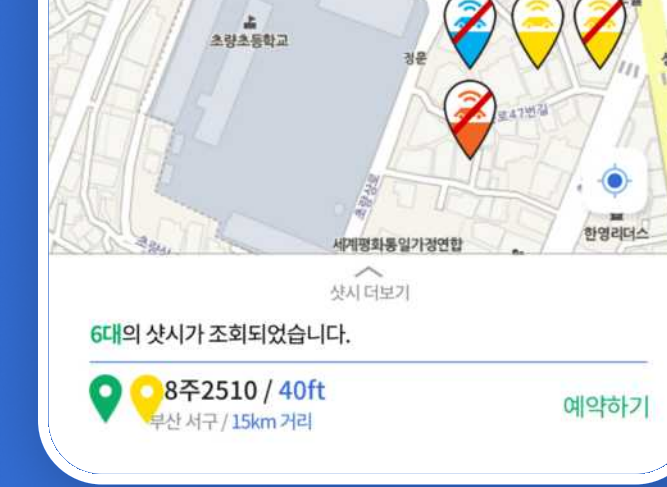 초량초등학교
정문
로47번길
초량상로
한영리더스
세계평화통일가정연합
샷시 더보기
6대의 샷시가 조회되었습니다.
8주2510 / 40ft
부산 서구 / 15km 거리
예약하기